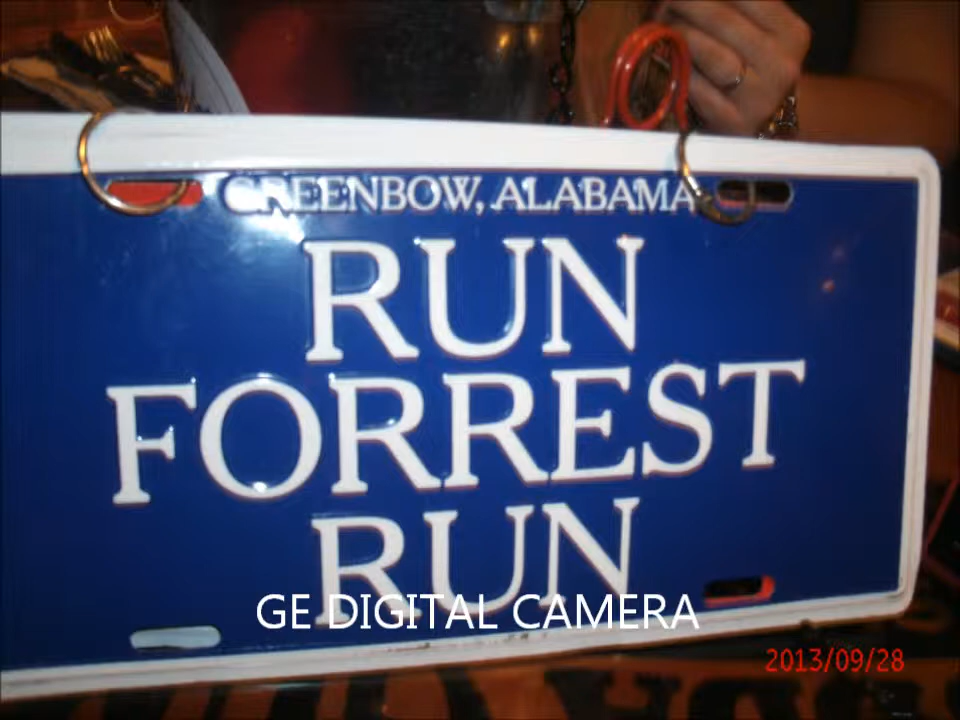 GREENBOW, ALABAMA
RUN
FORREST
RUN
GE DIGITAL CAMERA
2013/09/28